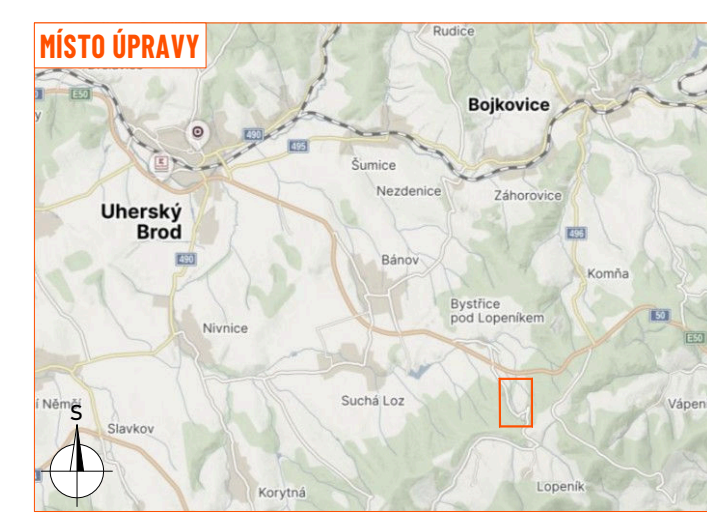 MÍSTO ÚPRAVY
Rudice
E50
Bojkovice
490
495
Šumice
Nezdenice
Záhorovice
Uherský
Brod
496
490
Bánov
Komňa
Bystřice
pod Lopeníkem
50
Nivnice
E50
Suchá Loz
Vápen
í Němčí
S
Slavkov
Lopeník
Korytná